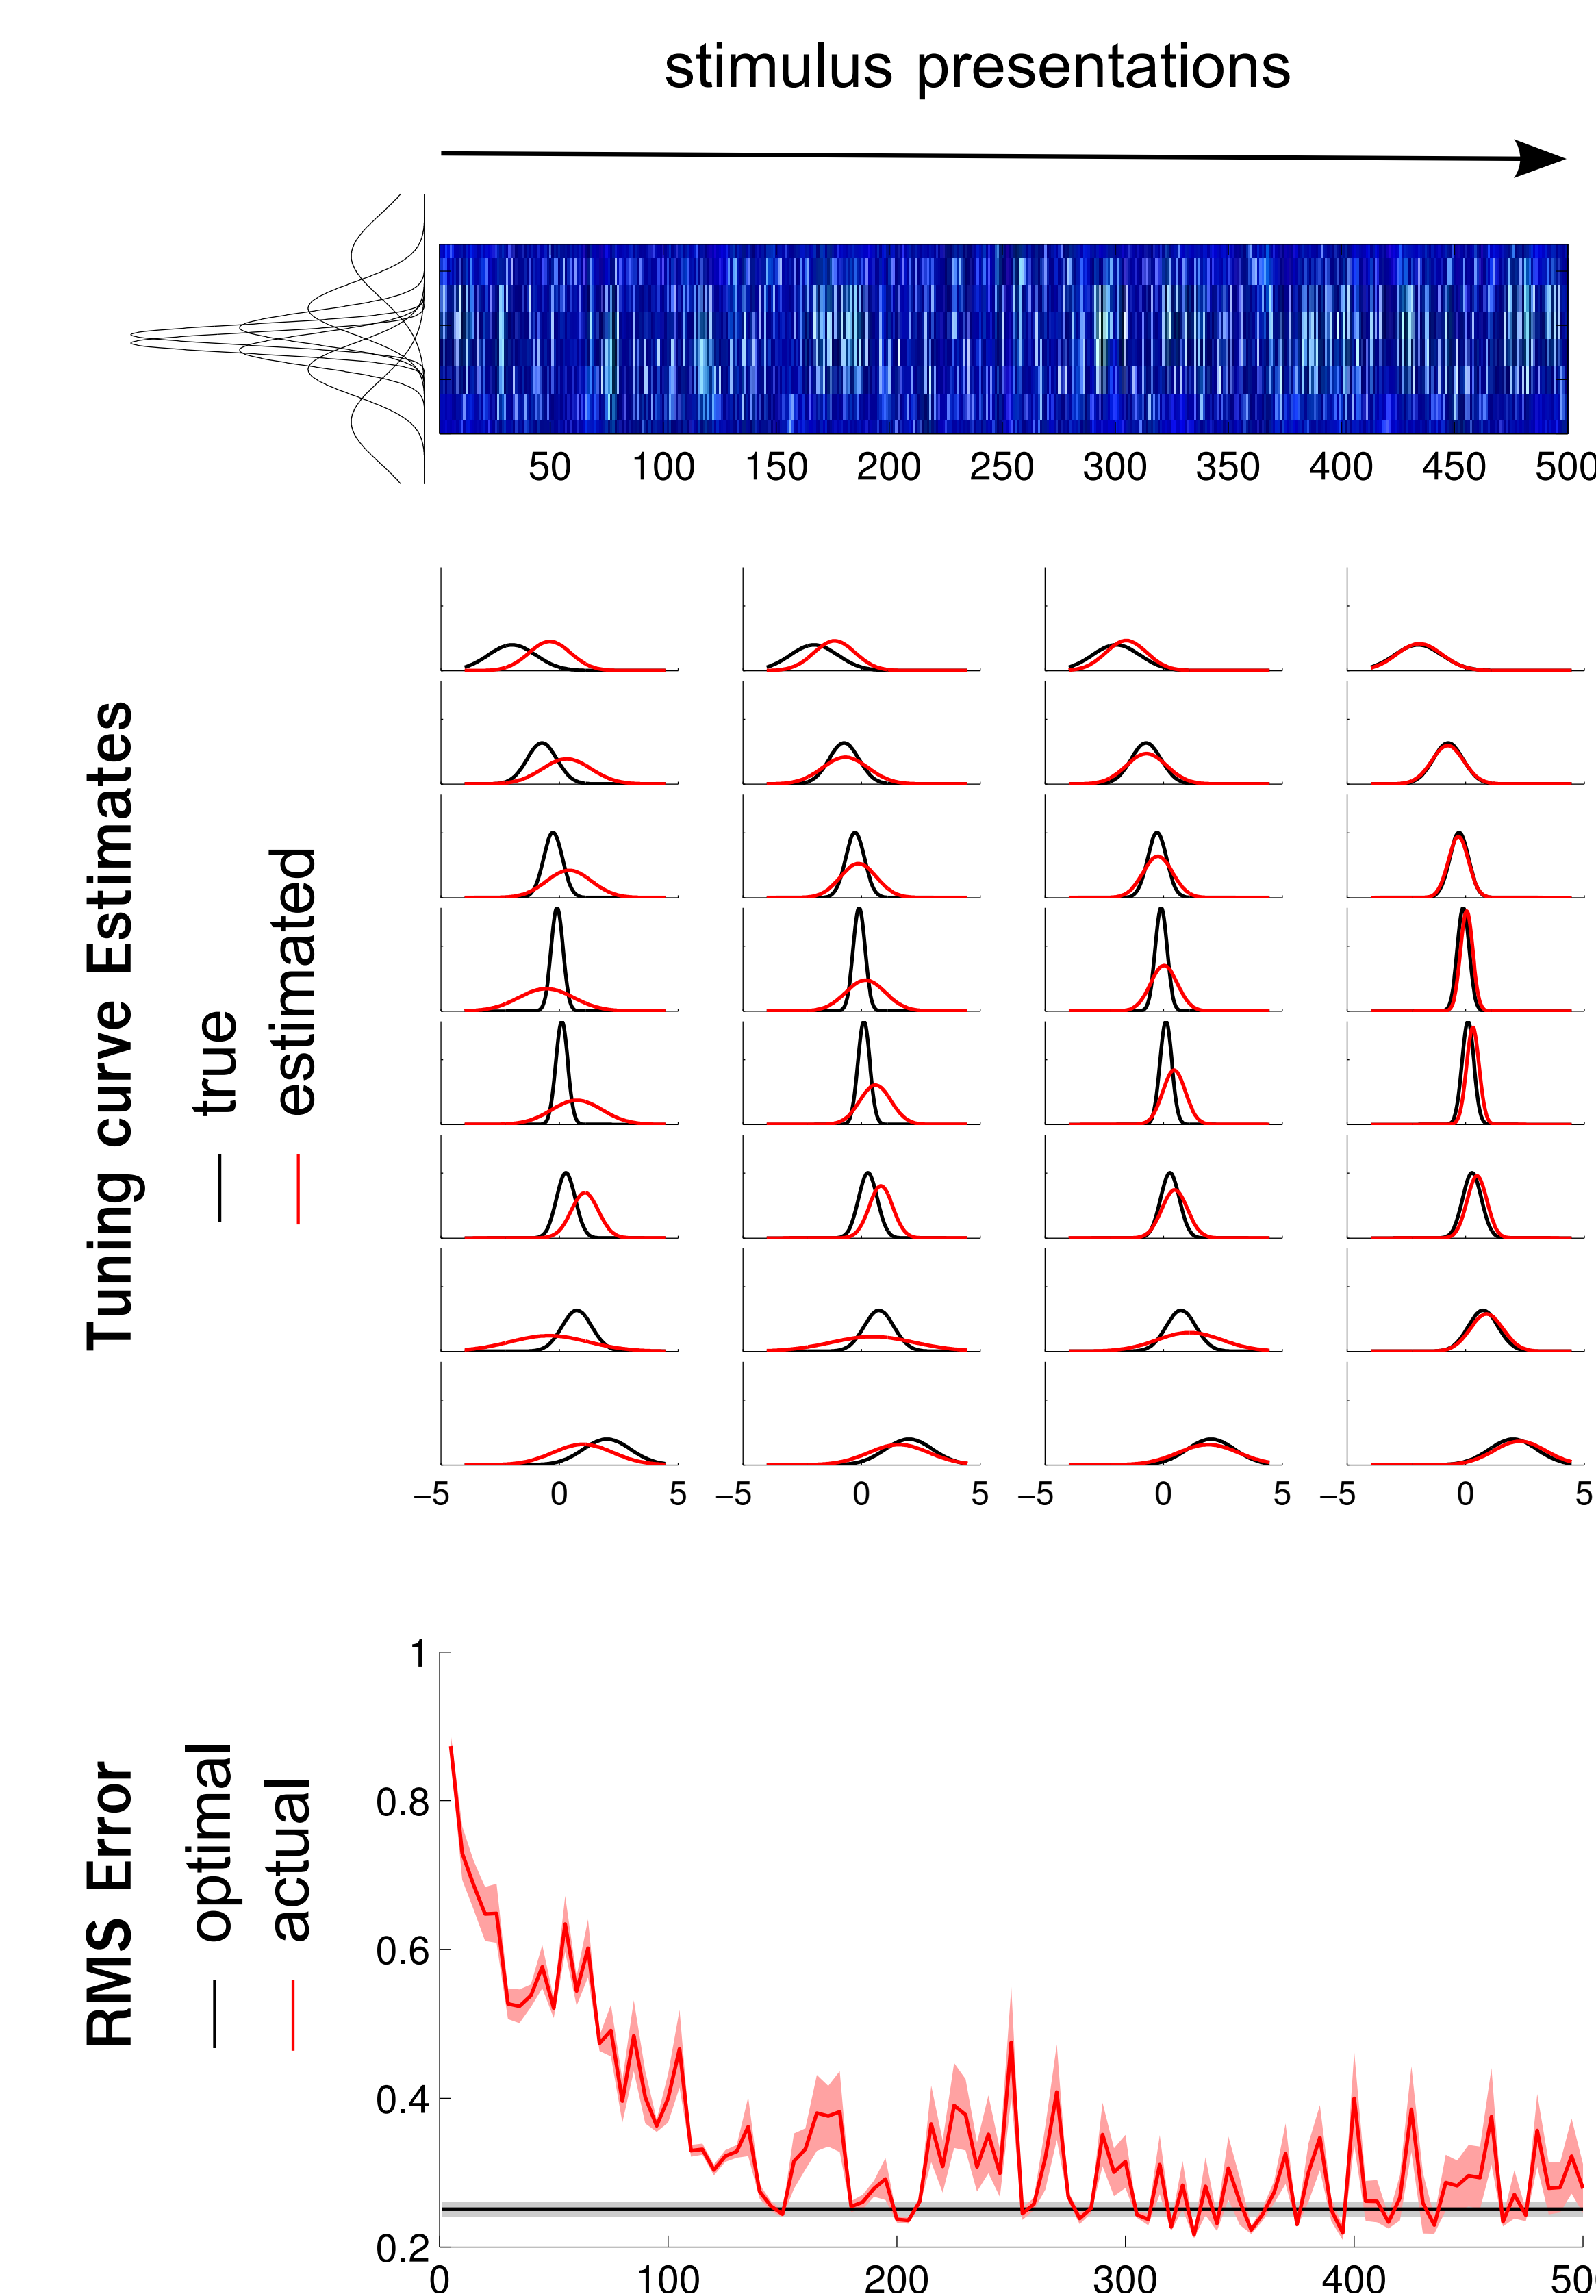 stimulus presentations
50 100 150 200 250 300 350 400 450 500
Tuning curve Estimates
true
estimated
−5 0 5 −5 0 5 −5 0 5 −5 0 5
RMS Error
optimal
actual
1
0.8
0.6
0.4
0.2
0 100 200 300 400 50